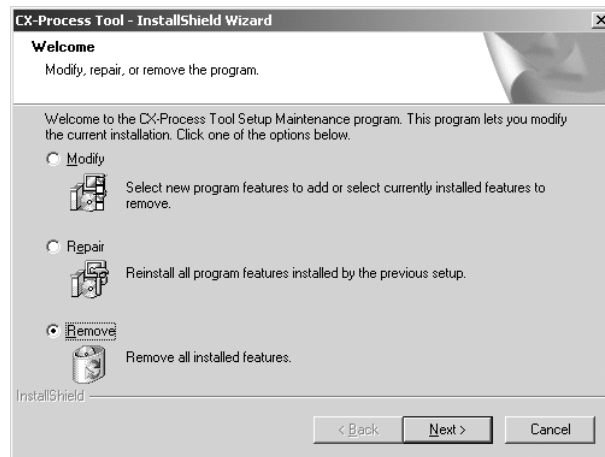 CX-Process Tool - InstallShield Wizard
Welcome
Modify, repair, or remove the program.
Welcome to the CX-Process Tool Setup Maintenance program. This program lets you modify
the current installation. Click one of the options below.
Modify
Select new program features to add or select currently installed features to
remove.
Repair
Reinstall all program features installed by the previous setup.
Remove
Remove all installed features.
InstallShield
< Back
Next >
Cancel